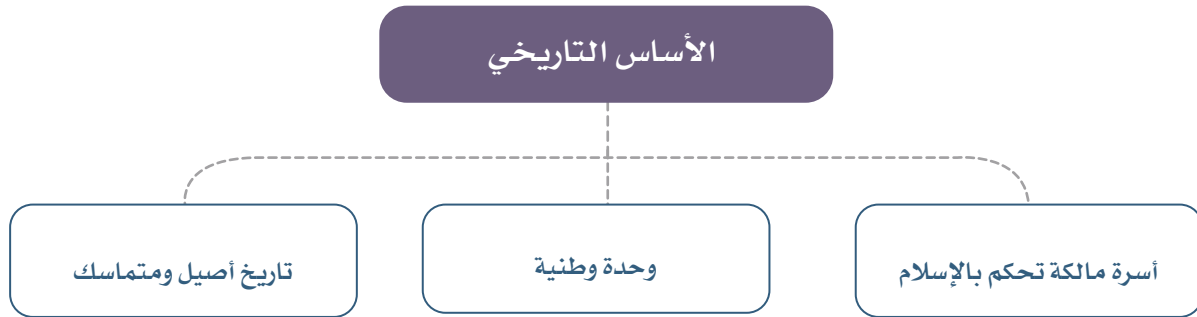 الأساس التاريخي
أسرة مالكة تحكم بالإسلام
وحدة وطنية
تاريخ أصيل ومتماسك